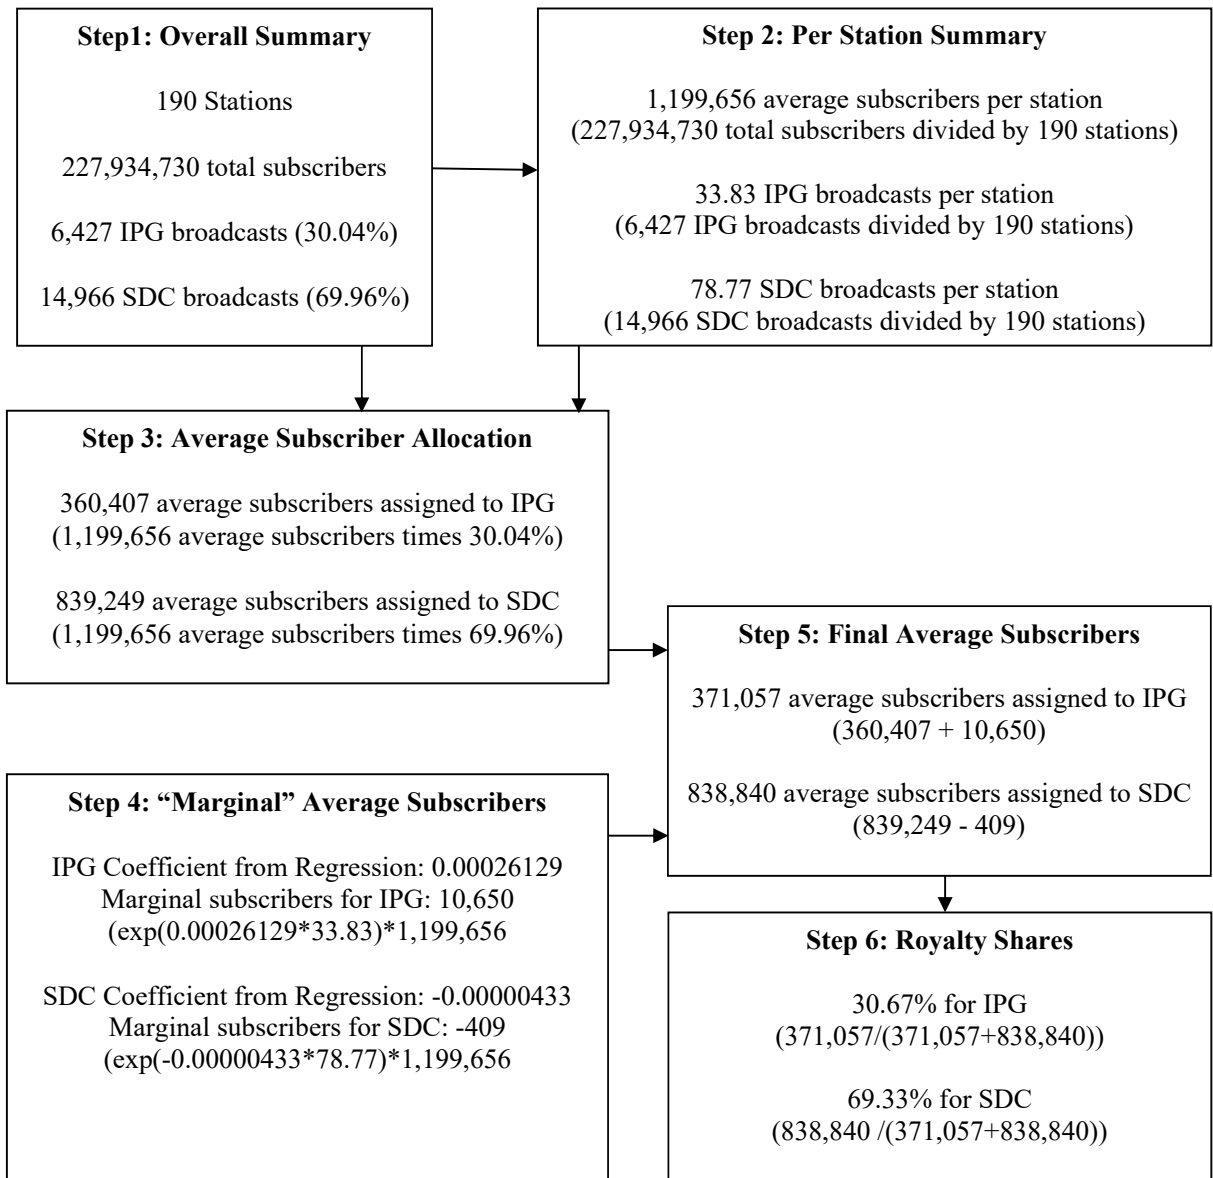 Step1: Overall Summary
190 Stations
227,934,730 total subscribers
6,427 IPG broadcasts (30.04%)
14,966 SDC broadcasts (69.96%)
Step 2: Per Station Summary
1,199,656 average subscribers per station
(227,934,730 total subscribers divided by 190 stations)
33.83 IPG broadcasts per station
(6,427 IPG broadcasts divided by 190 stations)
78.77 SDC broadcasts per station
(14,966 SDC broadcasts divided by 190 stations)
Step 3: Average Subscriber Allocation
360,407 average subscribers assigned to IPG
(1,199,656 average subscribers times 30.04%)
839,249 average subscribers assigned to SDC
(1,199,656 average subscribers times 69.96%)
Step 4: “Marginal” Average Subscribers
IPG Coefficient from Regression: 0.00026129
Marginal subscribers for IPG: 10,650
(exp(0.00026129*33.83)*1,199,656
SDC Coefficient from Regression: -0.00000433
Marginal subscribers for SDC: -409
(exp(-0.00000433*78.77)*1,199,656
Step 5: Final Average Subscribers
371,057 average subscribers assigned to IPG
(360,407 + 10,650)
838,840 average subscribers assigned to SDC
(839,249 - 409)
Step 6: Royalty Shares
30.67% for IPG
(371,057/(371,057+838,840))
69.33% for SDC
(838,840 /(371,057+838,840))